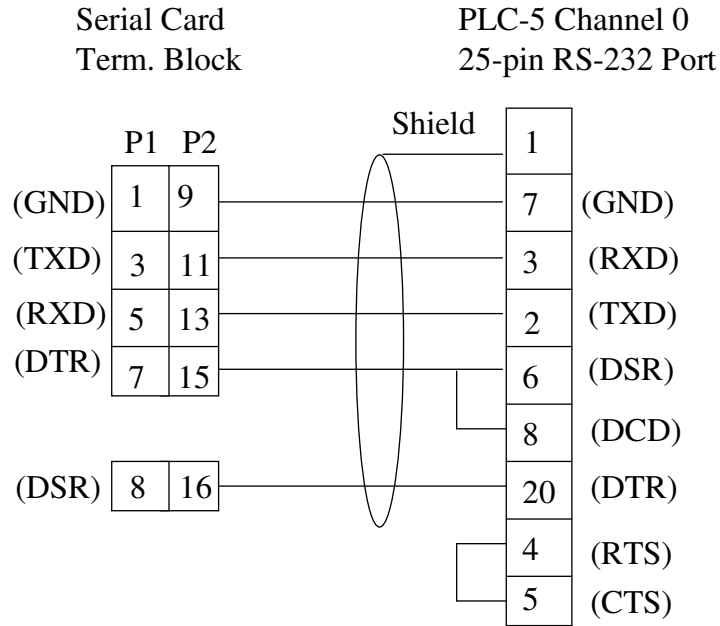 Serial Card
Term. Block
PLC-5 Channel 0
25-pin RS-232 Port
P1 P2
Shield
1
(GND) 1 9 7 (GND)
(TXD) 3 11 3 (RXD)
(RXD) 5 13 2 (TXD)
(DTR) 7 15 6 (DSR)
8 (DCD)
(DSR) 8 16 20 (DTR)
4 (RTS)
5 (CTS)